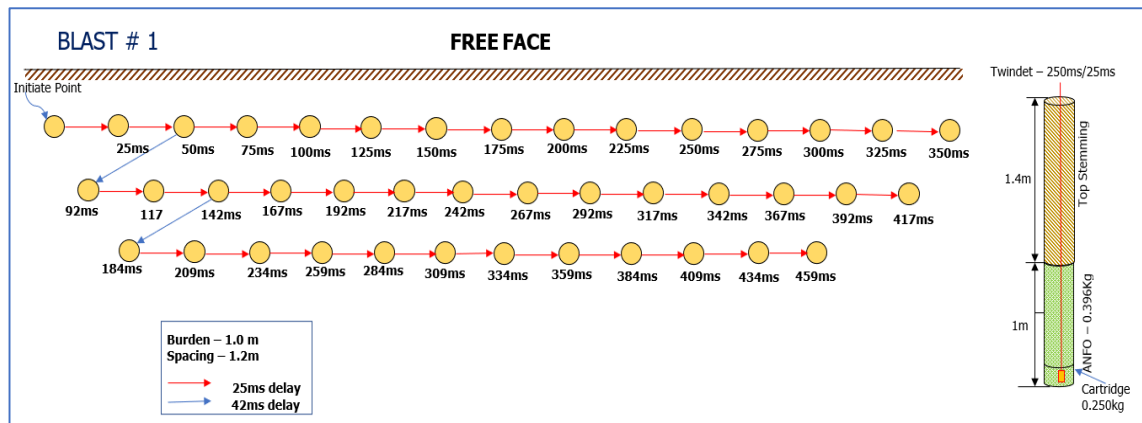 BLAST # 1
FREE FACE
Initiate Point
25ms 50ms 75ms 100ms 125ms 150ms 175ms 200ms 225ms 250ms 275ms 300ms 325ms 350ms
92ms 117 142ms 167ms 192ms 217ms 242ms 267ms 292ms 317ms 342ms 367ms 392ms 417ms
184ms 209ms 234ms 259ms 284ms 309ms 334ms 359ms 384ms 409ms 434ms 459ms
Burden – 1.0 m
Spacing – 1.2m
25ms delay
42ms delay
Twindet – 250ms/25ms
1.4m
Top Stemming
1m
ANFO – 0.396Kg
Cartridge
0.250kg